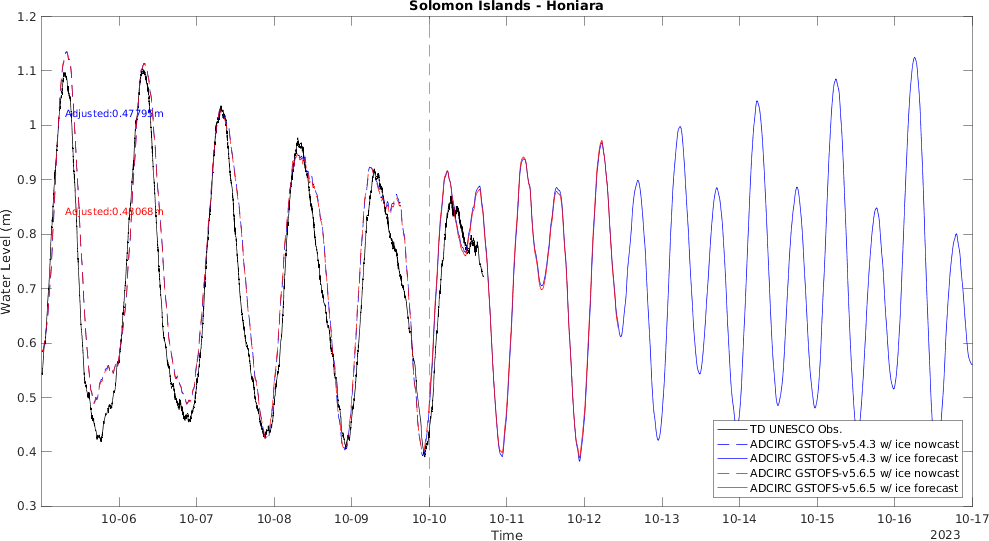 Solomon Islands - Honiara
1.2
1.1
1
0.9
0.8
0.7
0.6
0.5
0.4
0.3
Water Level (m)
Adjusted:0.47795m
Adjusted:0.48068m
TD UNESCO Obs.
ADCIRC GSTOFS-v5.4.3 w/ ice nowcast
ADCIRC GSTOFS-v5.4.3 w/ ice forecast
ADCIRC GSTOFS-v5.6.5 w/ ice nowcast
ADCIRC GSTOFS-v5.6.5 w/ ice forecast
10-06 10-07 10-08 10-09 10-10 10-11 10-12 10-13 10-14 10-15 10-16 10-17
Time
2023